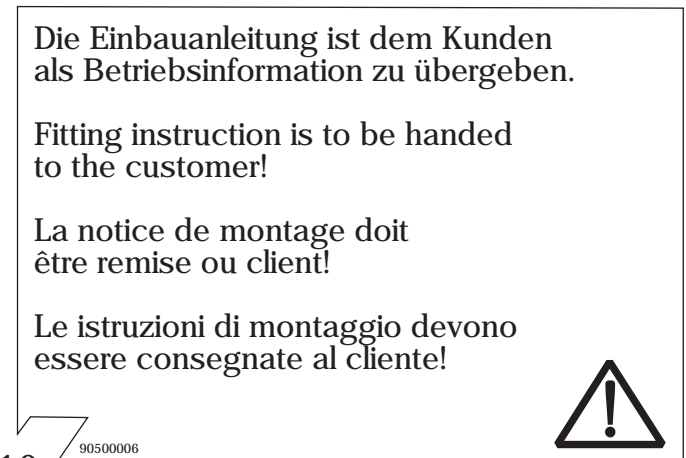 Die Einbauanleitung ist dem Kunden
als Betriebsinformation zu übergeben.
Fitting instruction is to be handed
to the customer!
La notice de montage doit
être remise ou client!
Le istruzioni di montaggio devono
essere consegnate al cliente!
90500006